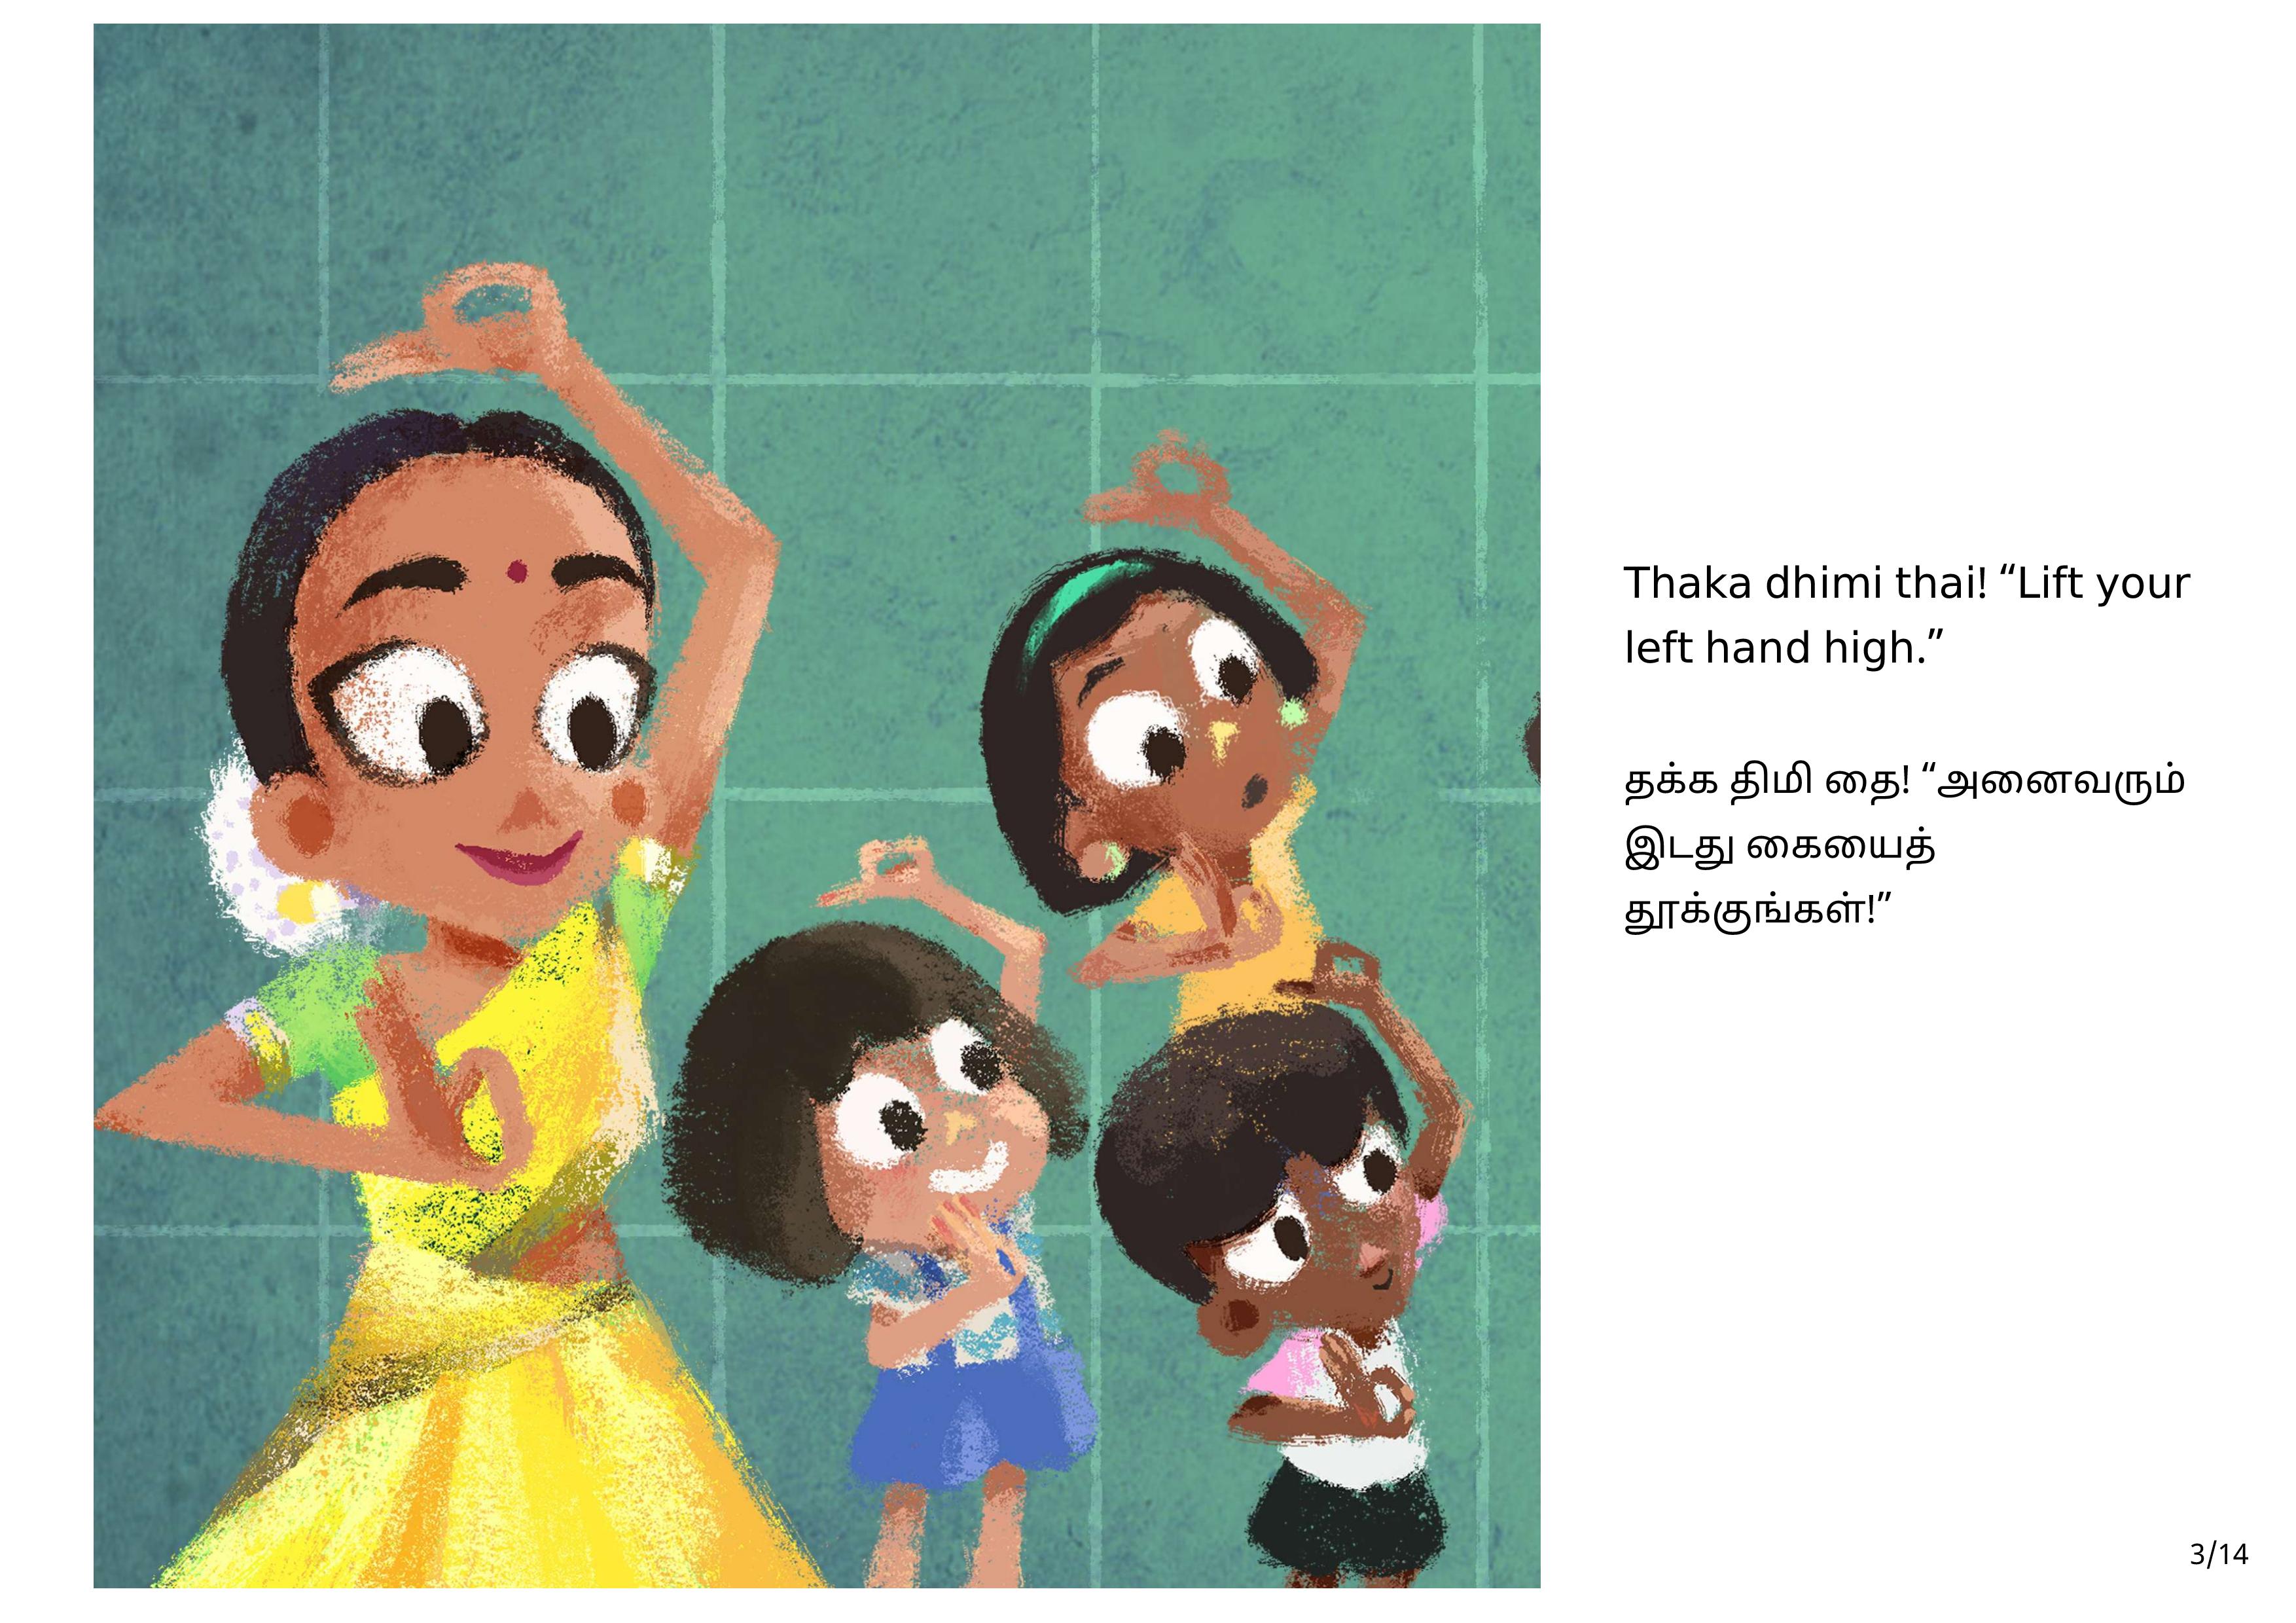 Thaka dhimi thai! “Lift your
left hand high.”
தக்க திமி தை! “அனைவரும்
இடது கையைத்
தூக்குங்கள்!”
3/14